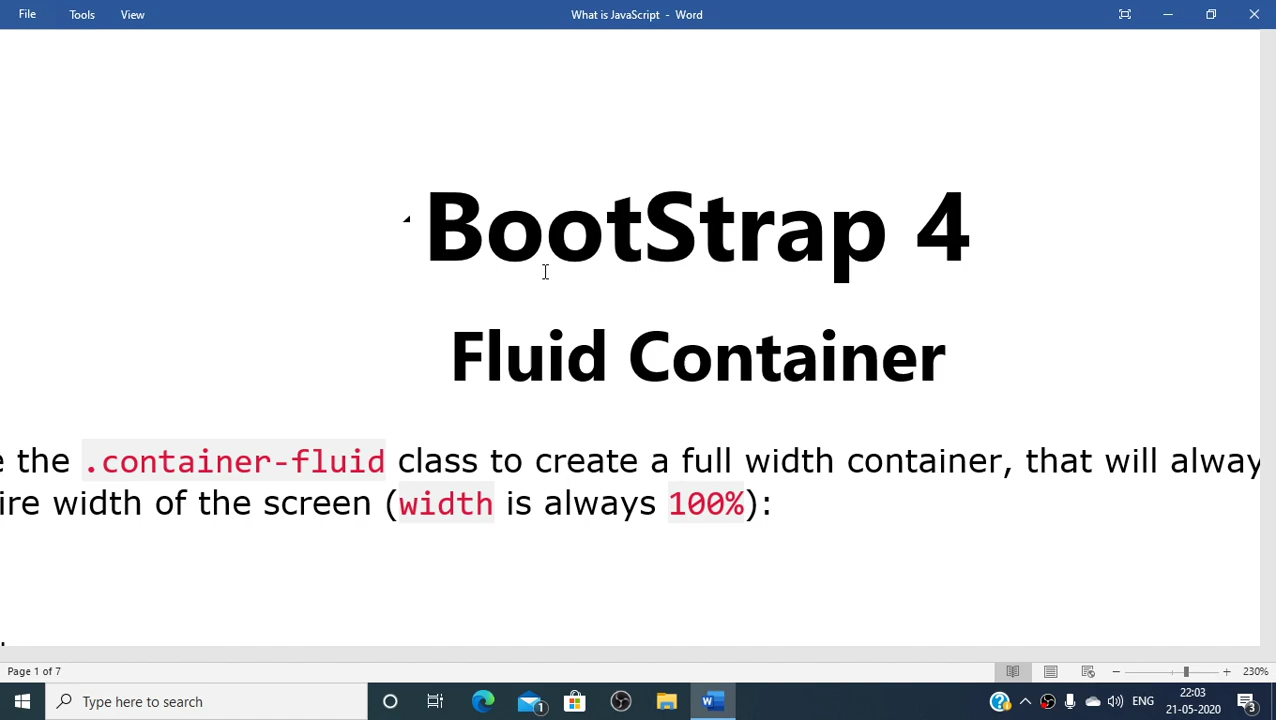 File Tools View What is JavaScript - Word
BootStrap 4
Fluid Container
e the .container-fluid class to create a full width container, that will alway
ire width of the screen (width is always 100%):
Page 1 of 7 230%
Type here to search 1 ENG 22:03
21-05-2020 3